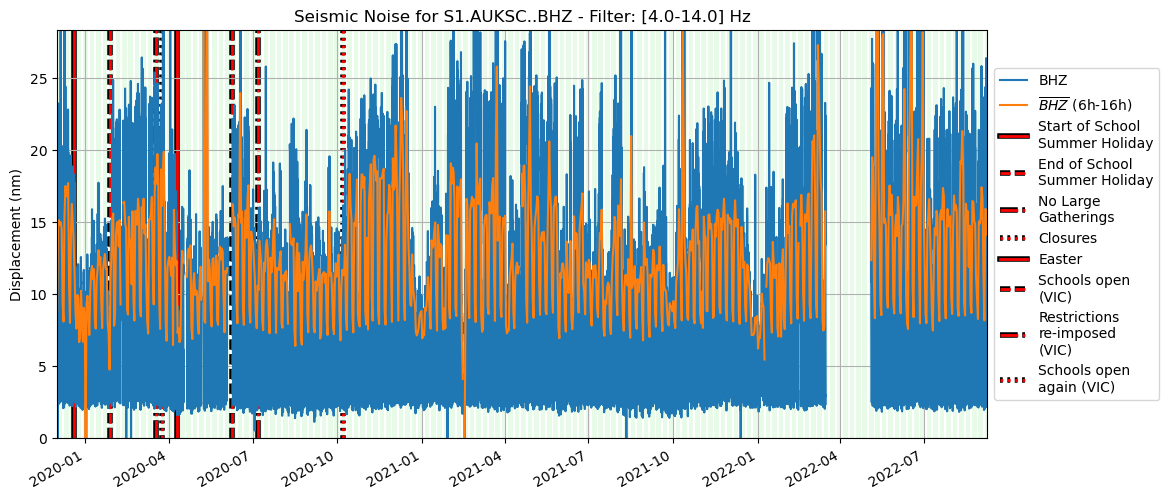 Seismic Noise for S1.AUKSC..BHZ - Filter: [4.0-14.0] Hz
Displacement (nm)
25
20
15
10
5
0
2020-01
2020-04
2020-07
2020-10
2021-01
2021-04
2021-07
2021-10
2022-01
2022-04
2022-07
BHZ
BHZ (6h-16h)
Start of School
Summer Holiday
End of School
Summer Holiday
No Large
Gatherings
Closures
Easter
Schools open
(VIC)
Restrictions
re-imposed
(VIC)
Schools open
again (VIC)